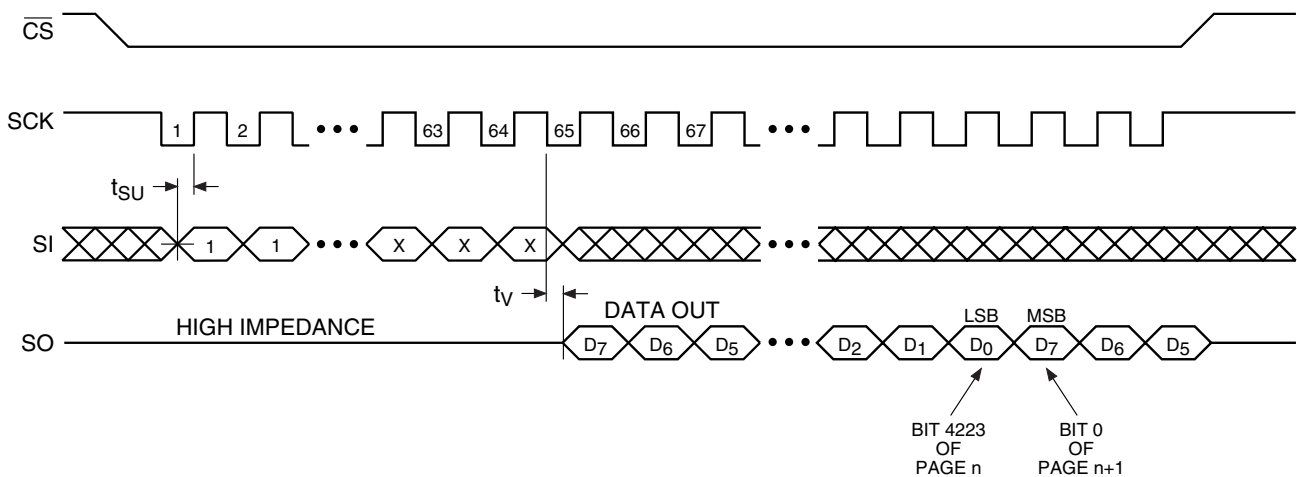 CS
SCK 1 2 ••• 63 64 65 66 67 •••
tSU
SI 1 1 ••• X X X •••
tV
DATA OUT
HIGH IMPEDANCE
LSB MSB
SO D7 D6 D5 ••• D2 D1 D0 D7 D6 D5
BIT 4223
OF
PAGE n
BIT 0
OF
PAGE n+1